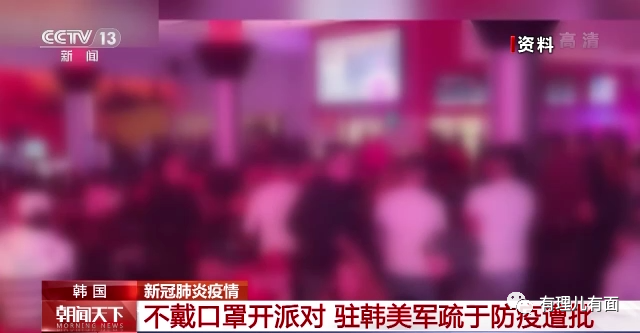 CCTV 13
新闻
资料 高清
韩国 新冠肺炎疫情
朝闻天下
MORNING NEWS
不戴口罩开派对 驻韩美军疏于防疫遭批
有理儿有面